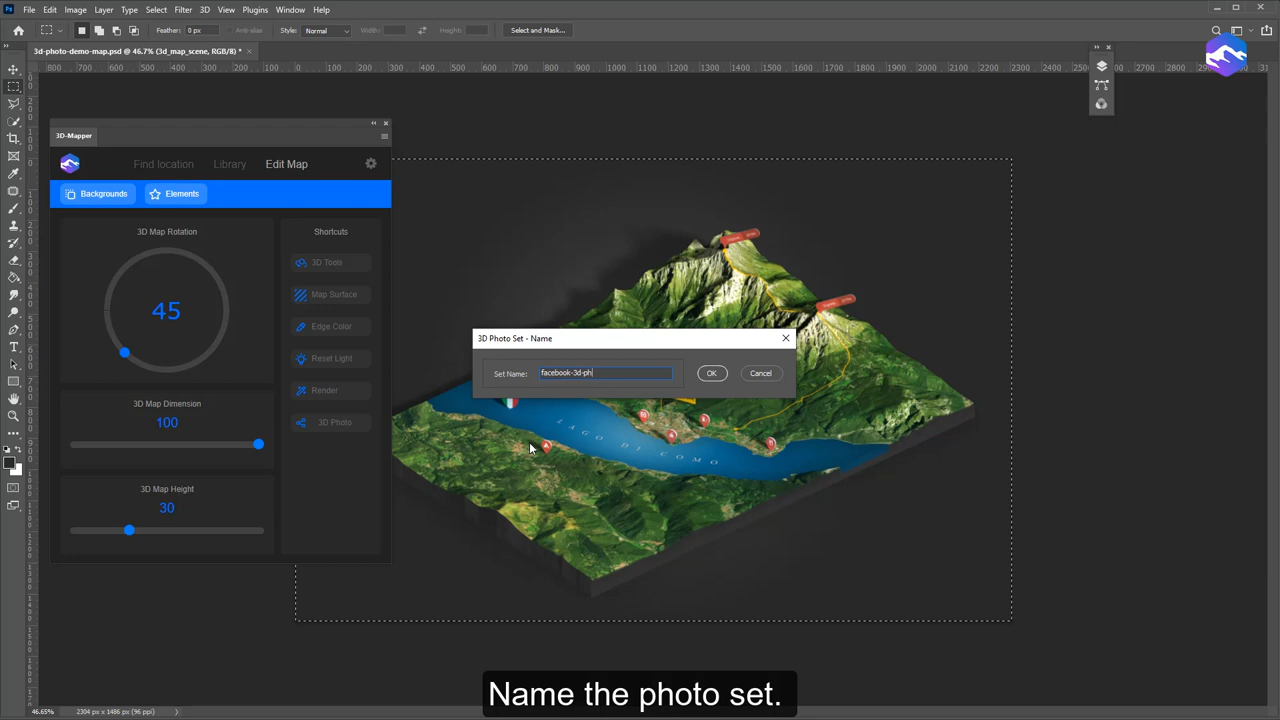 File Edit Image Layer Type Select Filter 3D View Plugins Window Help
Feather: 0 px Anti-alias Style: Normal Width: Height: Select and Mask...
3d-photo-demo-map.psd @ 46.7% (3d_map_scene, RGB/8) *
3D-Mapper
Find location Library Edit Map
Backgrounds Elements
3D Map Rotation
45
3D Map Dimension
100
3D Map Height
30
Shortcuts
3D Tools
Map Surface
Edge Color
Reset Light
Render
3D Photo
3D Photo Set - Name
Set Name: facebook-3d-ph
OK Cancel
LAGO DI COMO
Name the photo set.
46.65% 2304 px x 1486 px (96 ppi)